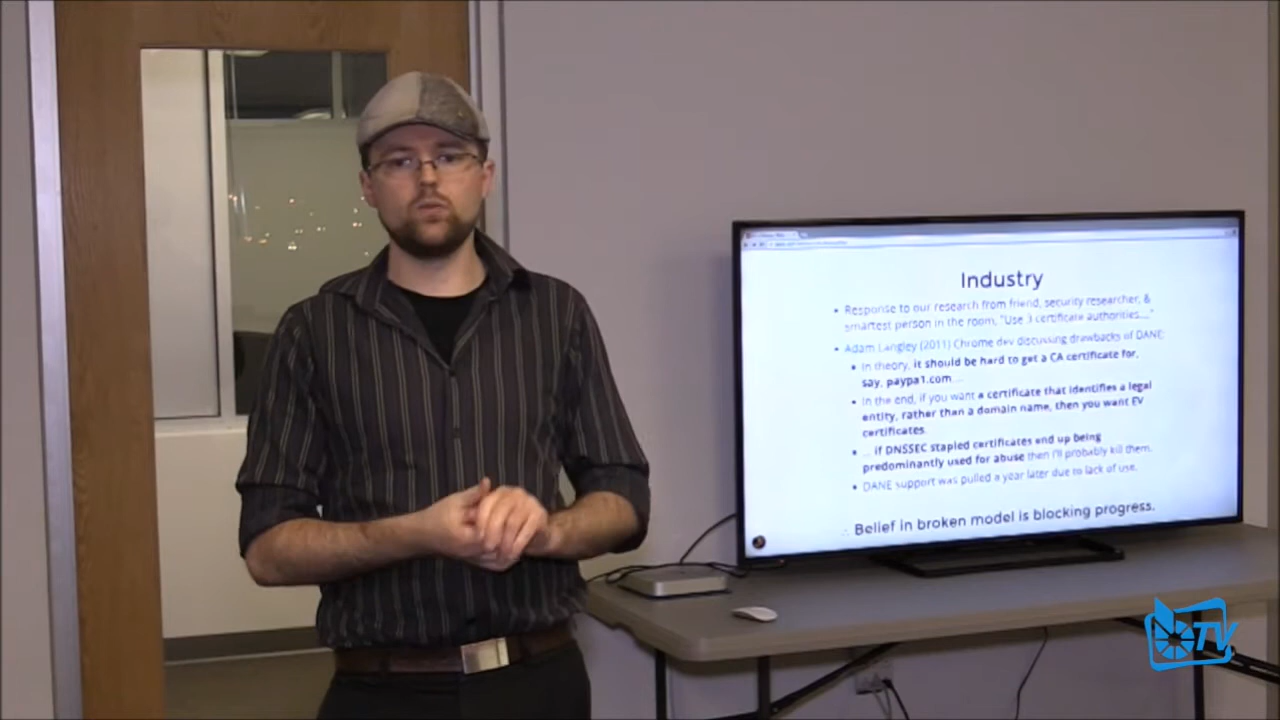 Industry
Response to our research from friend, security researcher, &
smartest person in the room, "Use 3 certificate authorities...."
Adam Langley (2011) Chrome dev discussing drawbacks of DANE:
In theory, it should be hard to get a CA certificate for,
say, paypa1.com....
In the end, if you want a certificate that identifies a legal
entity, rather than a domain name, then you want EV
certificates.
... if DNSSEC stapled certificates end up being
predominantly used for abuse then I'll probably kill them.
DANE support was pulled a year later due to lack of use.
∴ Belief in broken model is blocking progress.
TV